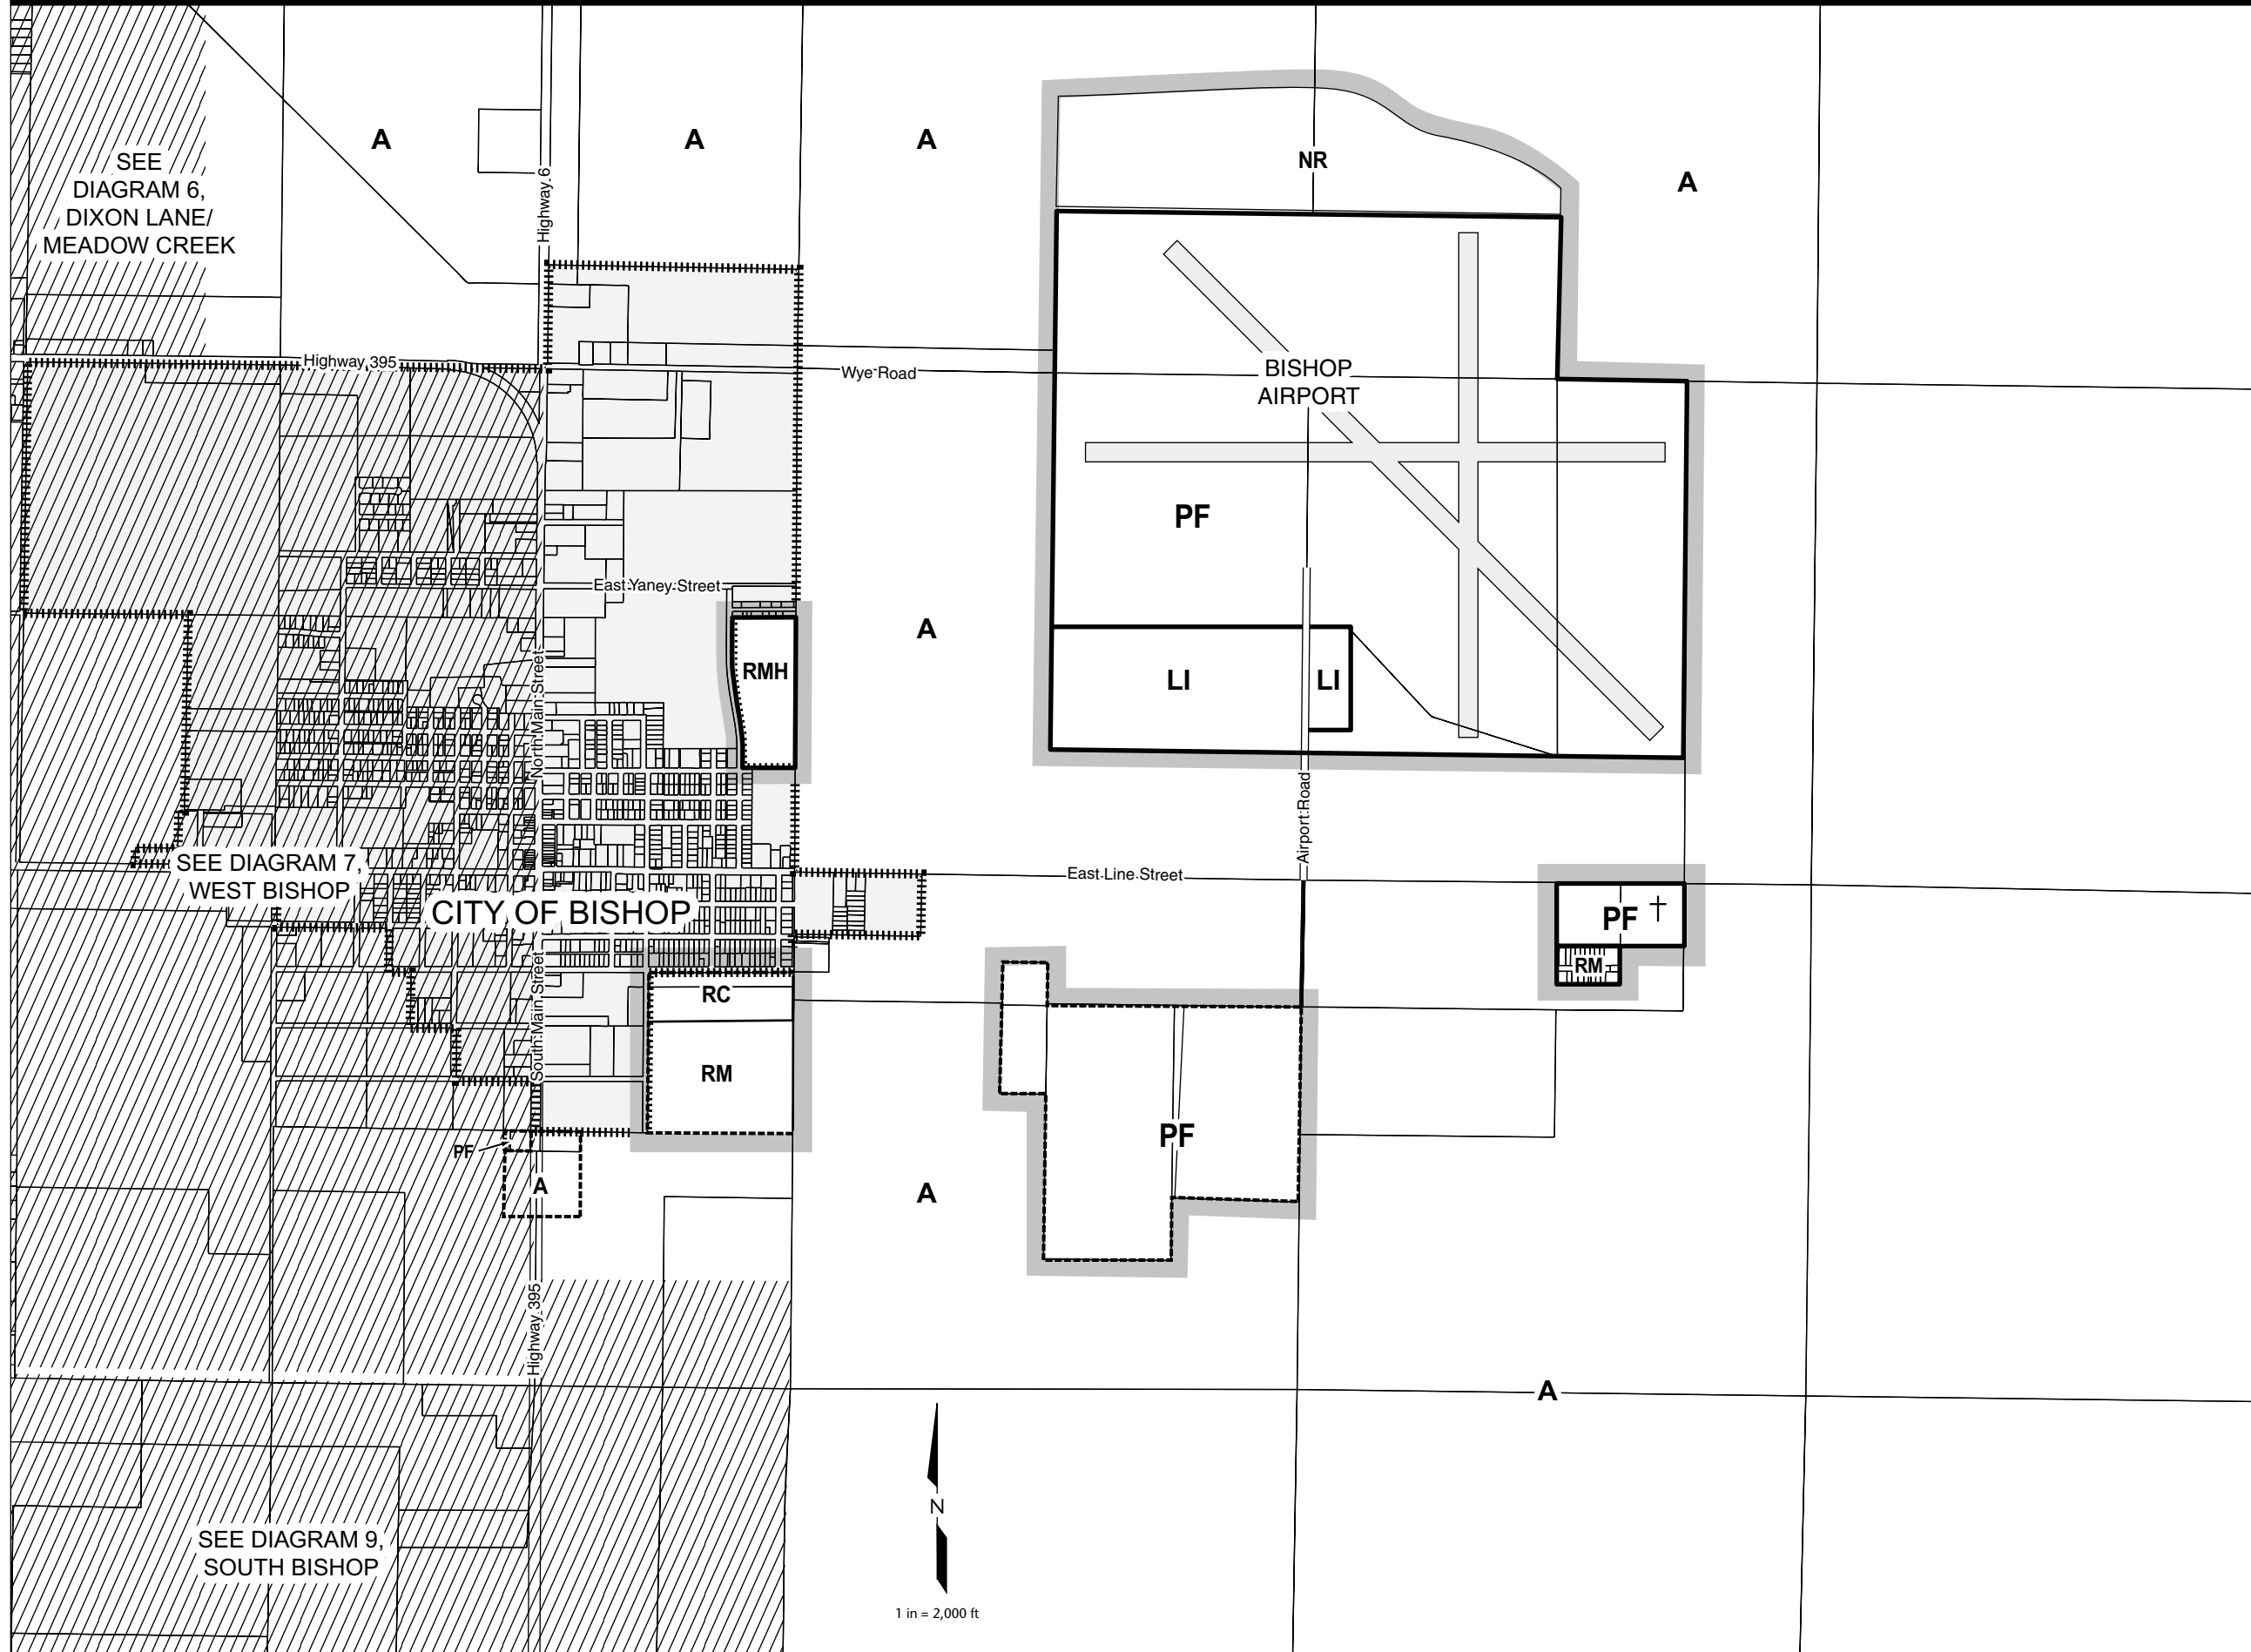 A
A
A
SEE
DIAGRAM 6,
DIXON LANE/
MEADOW CREEK
NR
A
Highway 6
Highway 395
Wye Road
BISHOP
AIRPORT
PF
East Yaney Street
A
RMH
LI
LI
North Main Street
Airport Road
SEE DIAGRAM 7,
WEST BISHOP
East Line Street
CITY OF BISHOP
PF
RM
RC
South Main Street
RM
PF
PF
A
A
Highway 395
A
N
SEE DIAGRAM 9,
SOUTH BISHOP
1 in = 2,000 ft